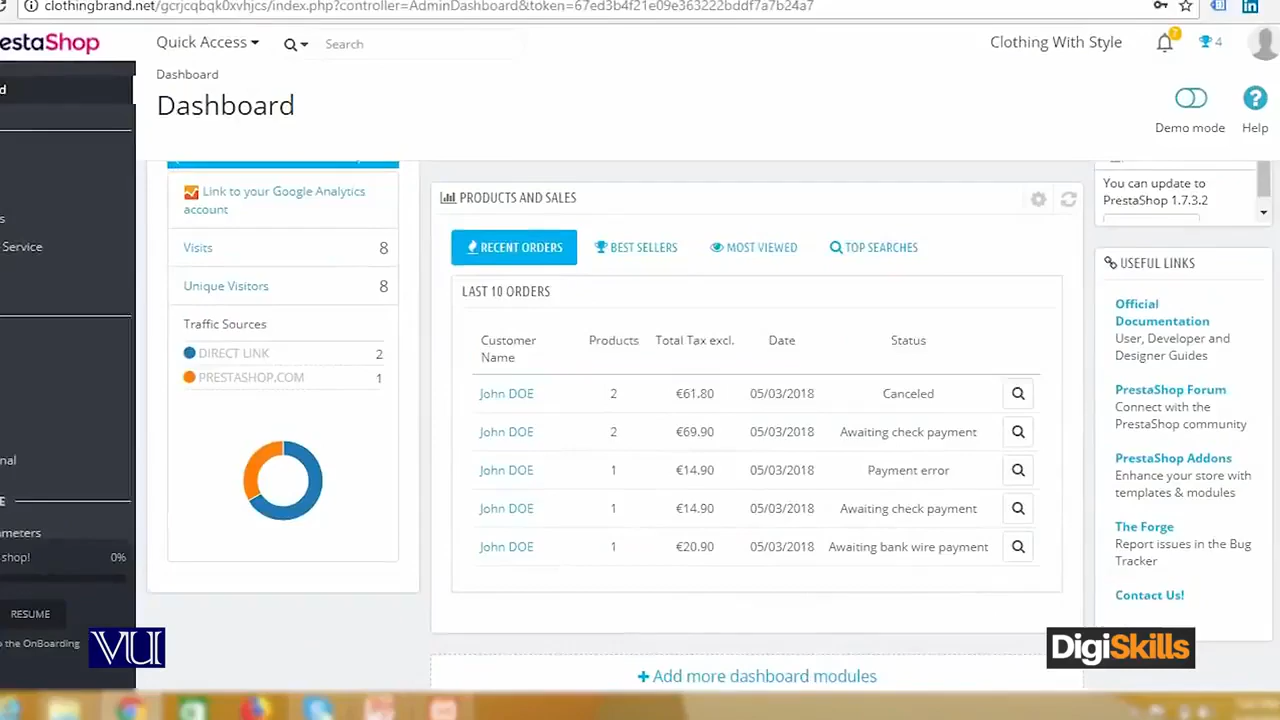 clothingbrand.net/gcrjcqbqk0xvhjcs/index.php?controller=AdminDashboard&token=67ed3b4f21e09e363222bddf7a7b24a7
estaShop
Quick Access
Search
Clothing With Style
7
4
Dashboard
Dashboard
Demo mode
Help
d
s
Service
nal
E
meters
shop!
0%
RESUME
o the OnBoarding
Link to your Google Analytics
account
Visits 8
Unique Visitors 8
Traffic Sources
DIRECT LINK 2
PRESTASHOP.COM 1
PRODUCTS AND SALES
RECENT ORDERS
BEST SELLERS
MOST VIEWED
TOP SEARCHES
LAST 10 ORDERS
Customer
Name
Products
Total Tax excl.
Date
Status
John DOE 2 €61.80 05/03/2018 Canceled
John DOE 2 €69.90 05/03/2018 Awaiting check payment
John DOE 1 €14.90 05/03/2018 Payment error
John DOE 1 €14.90 05/03/2018 Awaiting check payment
John DOE 1 €20.90 05/03/2018 Awaiting bank wire payment
Add more dashboard modules
You can update to
PrestaShop 1.7.3.2
USEFUL LINKS
Official
Documentation
User, Developer and
Designer Guides
PrestaShop Forum
Connect with the
PrestaShop community
PrestaShop Addons
Enhance your store with
templates & modules
The Forge
Report issues in the Bug
Tracker
Contact Us!
VU
DigiSkills